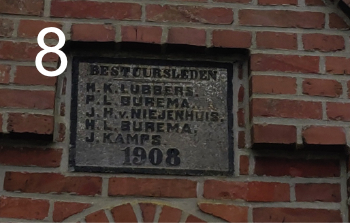 8
BESTUURSLEDEN
H.K. LUBBERS.
P.L. BUREMA.
J.H.v.NIEJENHUIS.
H.L. BUREMA.
J. KAMPS.
1908